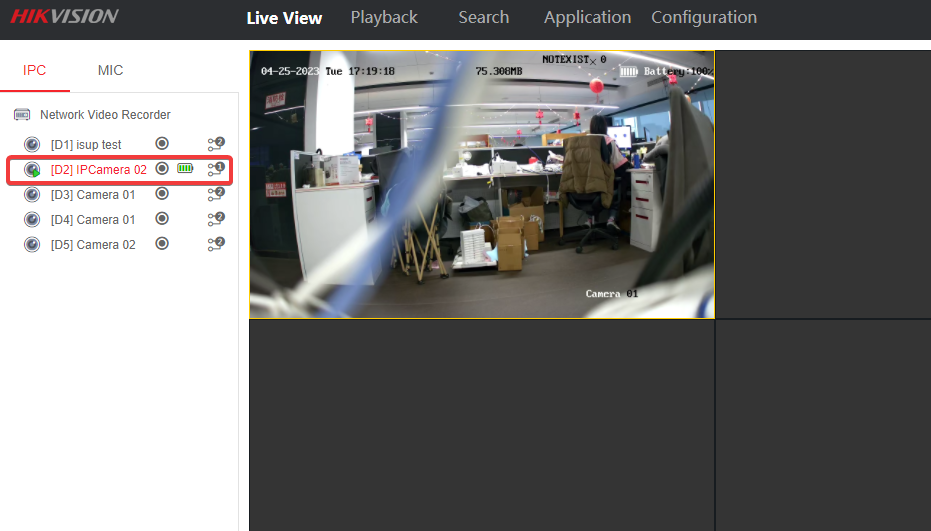 HIKVISION
Live View Playback Search Application Configuration
IPC MIC
Network Video Recorder
[D1] isup test 2
[D2] IPCamera 02 1
[D3] Camera 01 2
[D4] Camera 01 2
[D5] Camera 02 2
NOTEXIST× 0
04-25-2023 Tue 17:19:18 75.308MB Battery:100%
Camera 01